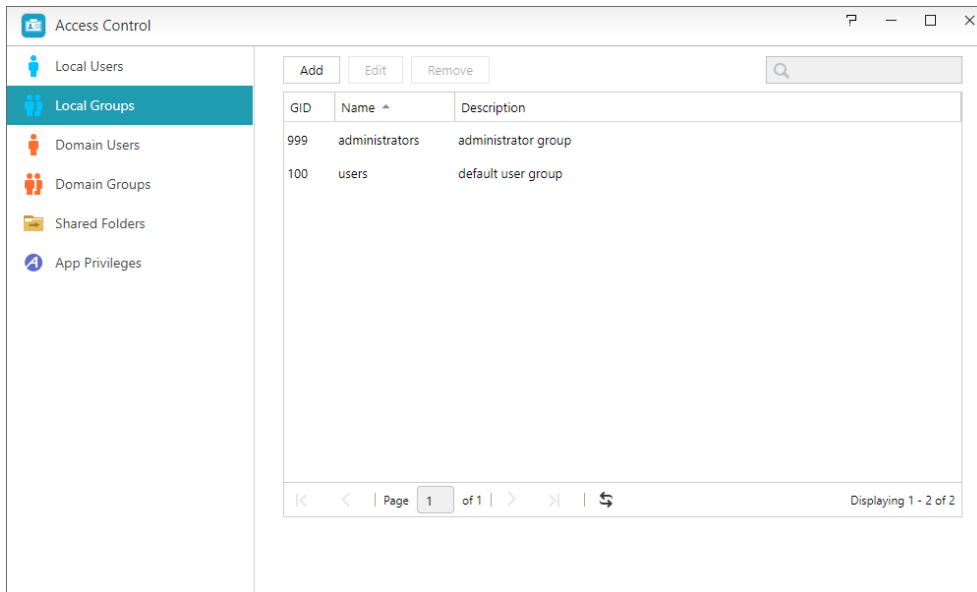 Access Control
Local Users
Local Groups
Domain Users
Domain Groups
Shared Folders
App Privileges
Add Edit Remove
GID Name Description
999 administrators administrator group
100 users default user group
Page 1 of 1 Displaying 1 - 2 of 2